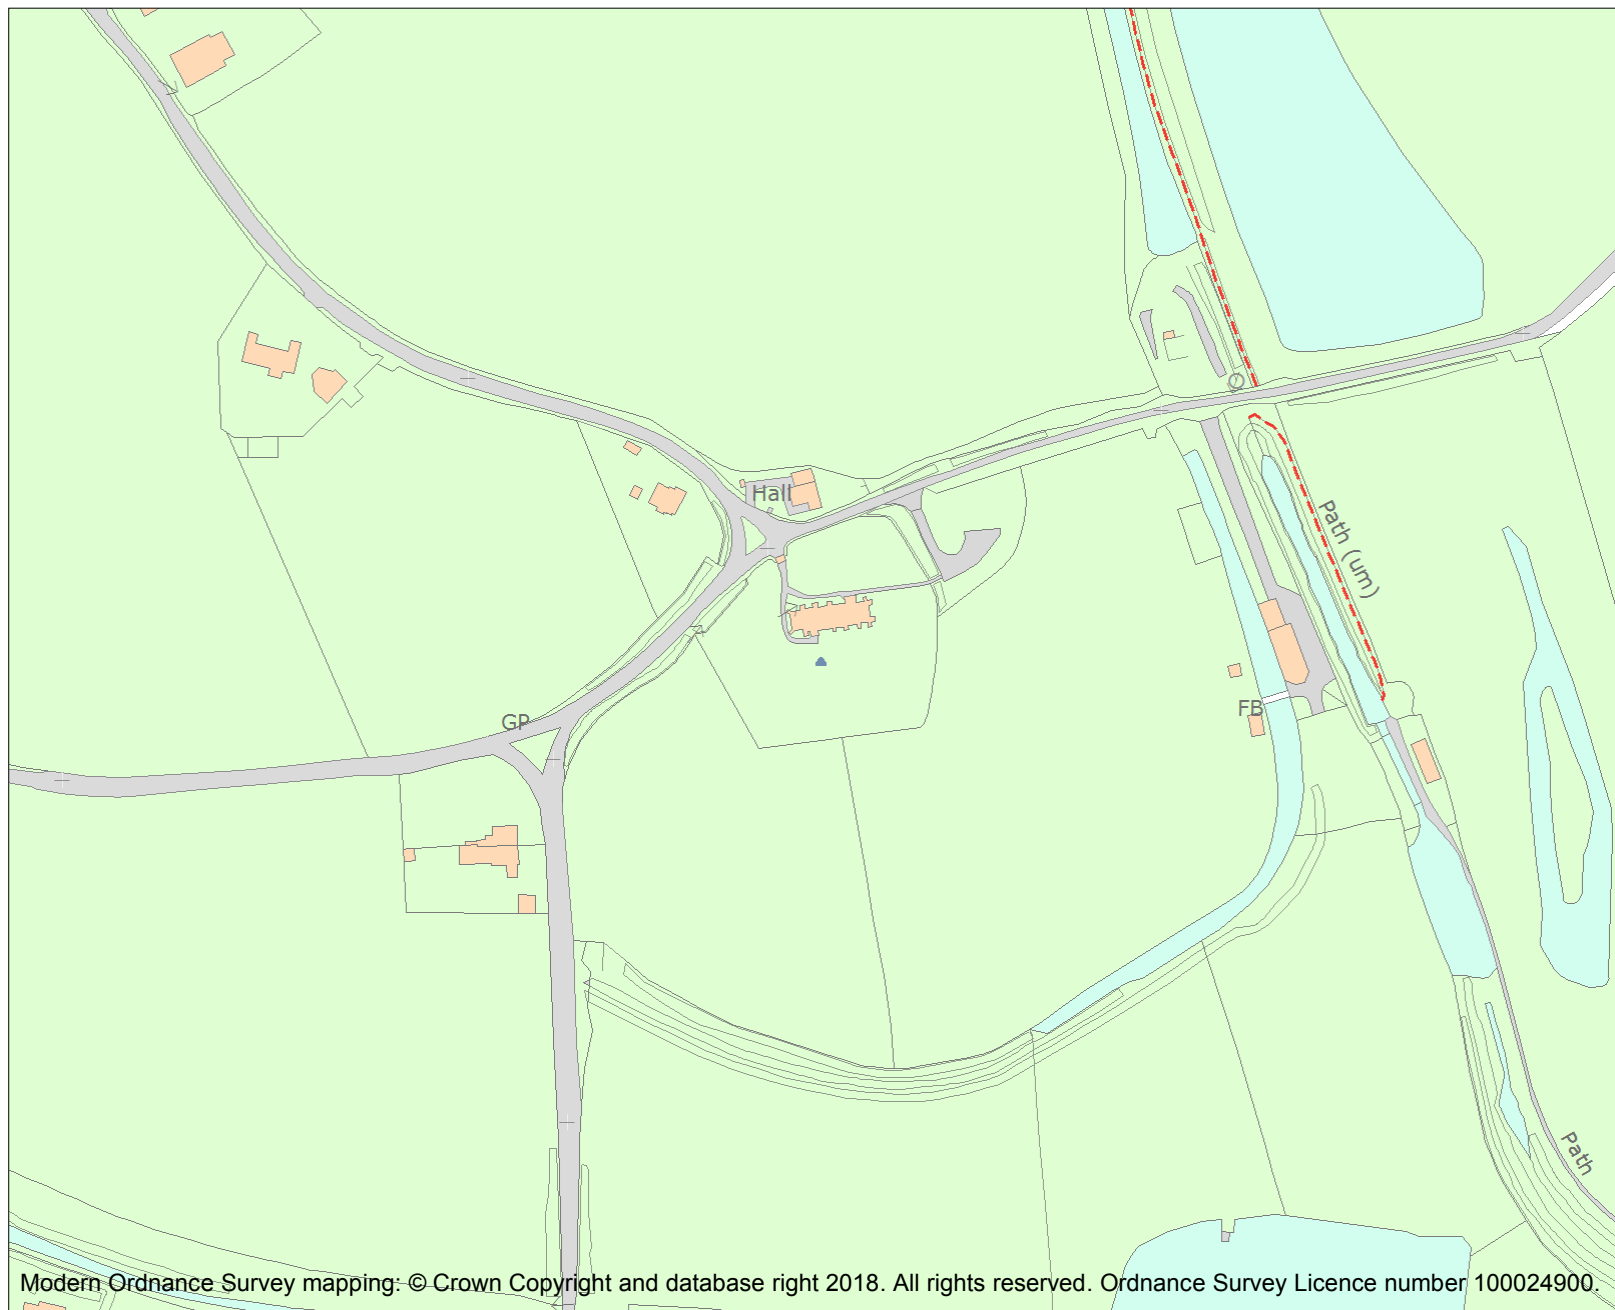 Hall
Path (um)
FB
GP
Path
Modern Ordnance Survey mapping: © Crown Copyright and database right 2018. All rights reserved. Ordnance Survey Licence number 100024900.